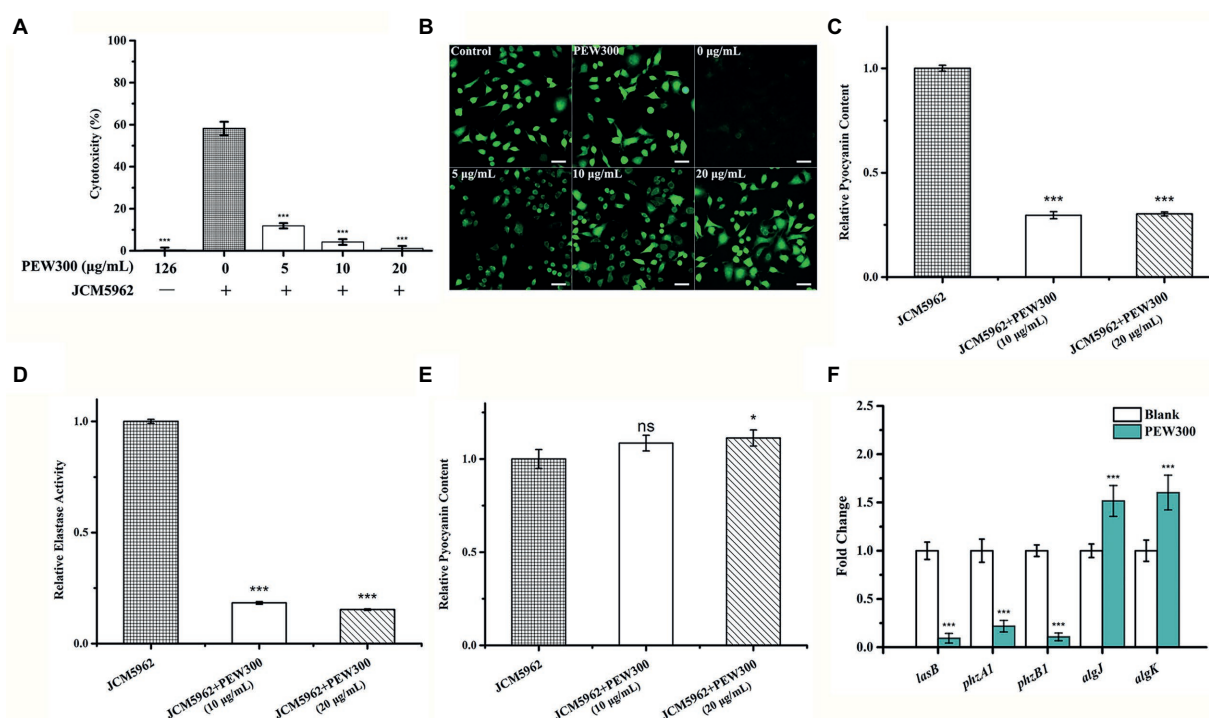 A
100
80
60
40
20
0
Cytotoxicity (%)
***
***
***
***
PEW300 (μg/mL) 126 0 5 10 20
JCM5962 — + + + +
B
Control PEW300 0 μg/mL
5 μg/mL 10 μg/mL 20 μg/mL
C
1.0
0.5
0.0
Relative Pyocyanin Content
*** ***
JCM5962
JCM5962+PEW300
(10 μg/mL)
JCM5962+PEW300
(20 μg/mL)
D
1.0
0.5
0.0
Relative Elastase Activity
***
***
JCM5962
JCM5962+PEW300
(10 μg/mL)
JCM5962+PEW300
(20 μg/mL)
E
1.0
0.5
0.0
Relative Pyocyanin Content
ns
*
JCM5962
JCM5962+PEW300
(10 μg/mL)
JCM5962+PEW300
(20 μg/mL)
F
2.5
2.0
1.5
1.0
0.5
0.0
Fold Change
Blank
PEW300
***
***
***
***
***
lasB phzA1 phzB1 algJ algK